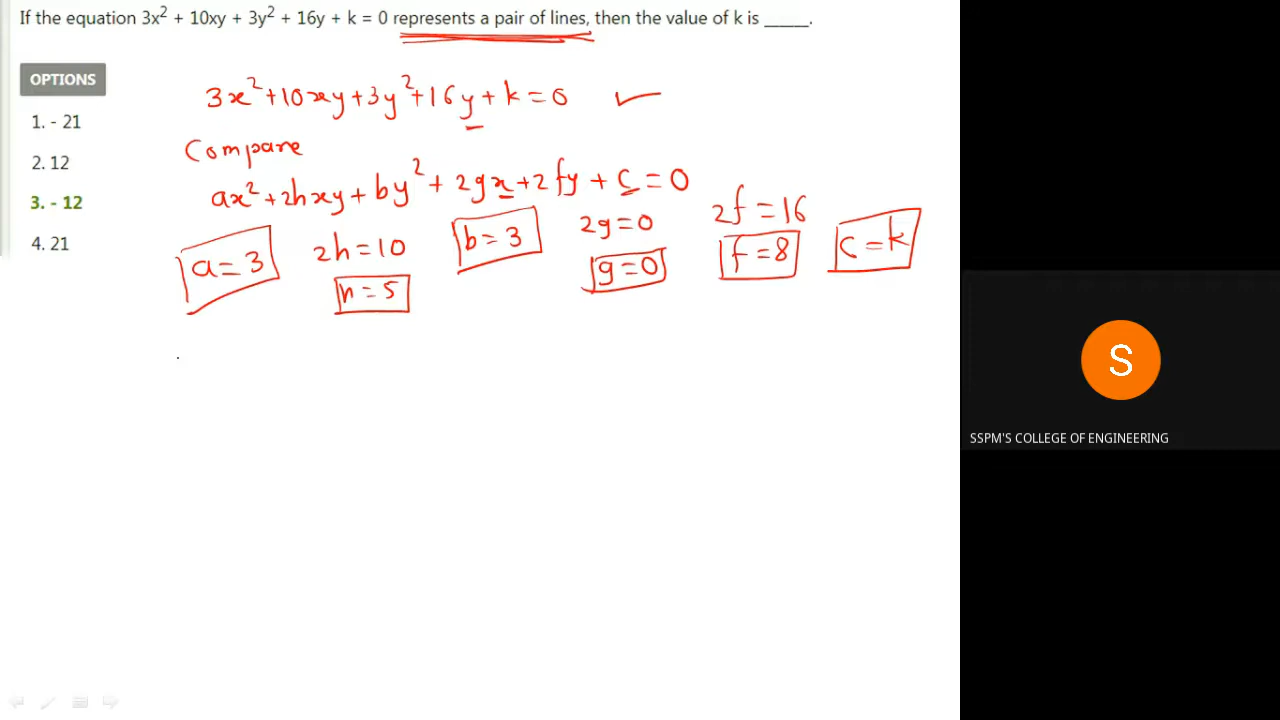 If the equation 3x² + 10xy + 3y² + 16y + k = 0 represents a pair of lines, then the value of k is _____.
OPTIONS
1. - 21
2. 12
3. - 12
4. 21
3x²+10xy+3y²+16y+k=0 ✓
Compare
ax²+2hxy+by²+2gx+2fy+c=0
a=3
2h=10
h=5
b=3
2g=0
g=0
2f=16
f=8
c=k
S
SSPM'S COLLEGE OF ENGINEERING